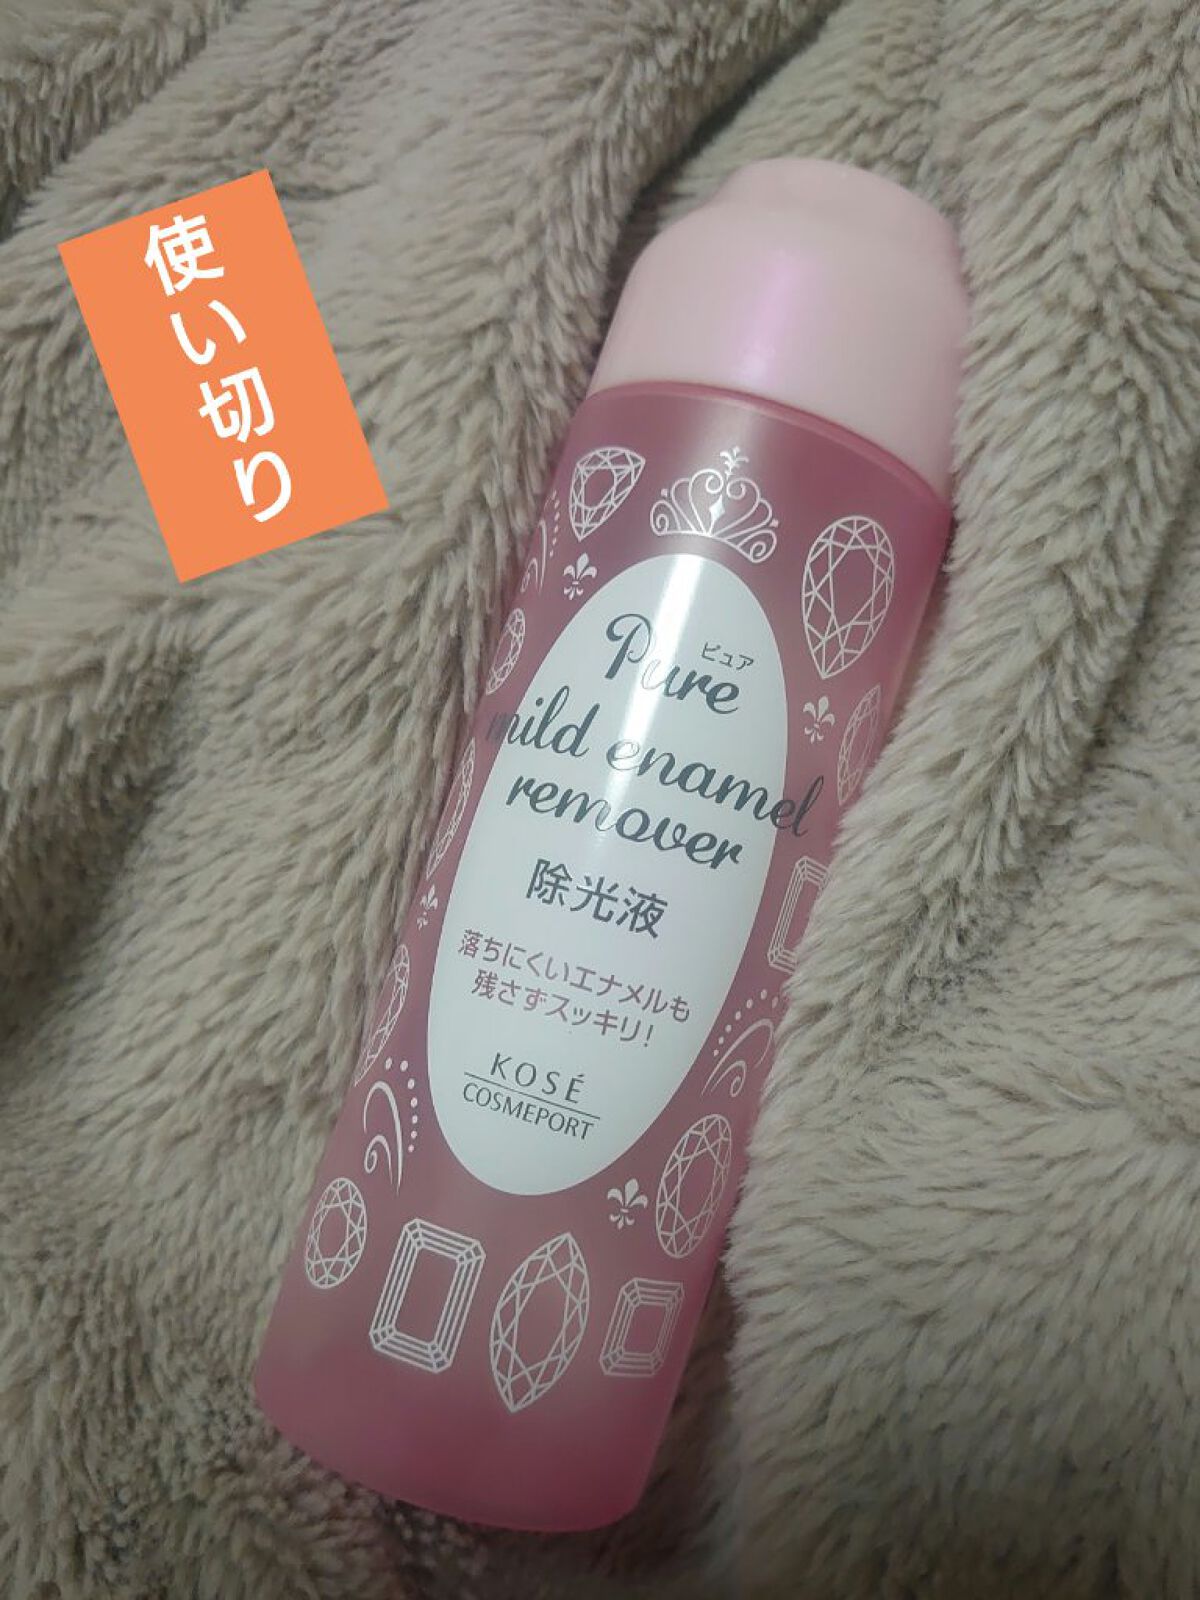 使い切り
Pure
ピュア
mild enamel
remover
除光液
落ちにくいエナメルも
残さずスッキリ!
KOSÉ
COSMEPORT